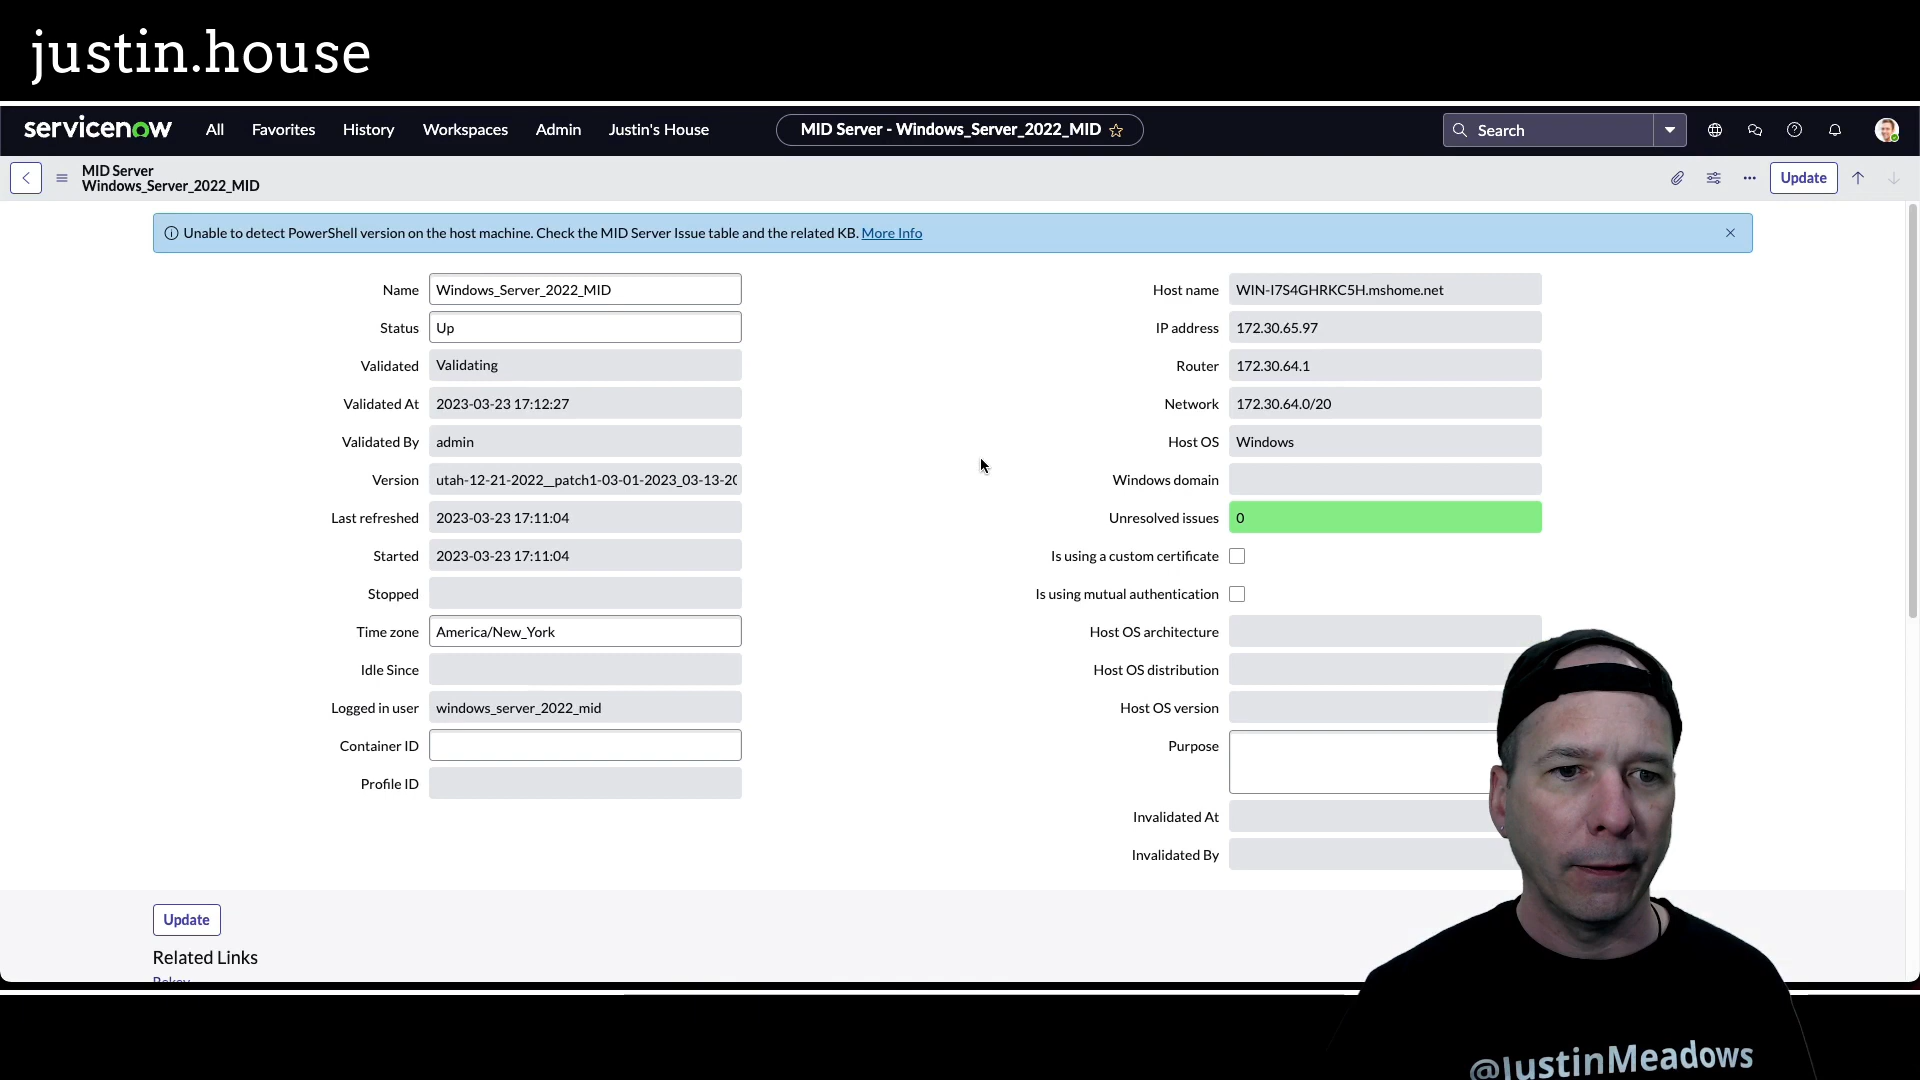 justin.house
servicenow All Favorites History Workspaces Admin Justin's House MID Server - Windows_Server_2022_MID Search
MID Server
Windows_Server_2022_MID
Update
Unable to detect PowerShell version on the host machine. Check the MID Server Issue table and the related KB. More Info
Name Windows_Server_2022_MID
Status Up
Validated Validating
Validated At 2023-03-23 17:12:27
Validated By admin
Version utah-12-21-2022__patch1-03-01-2023_03-13-20
Last refreshed 2023-03-23 17:11:04
Started 2023-03-23 17:11:04
Stopped
Time zone America/New_York
Idle Since
Logged in user windows_server_2022_mid
Container ID
Profile ID
Host name WIN-I7S4GHRKC5H.mshome.net
IP address 172.30.65.97
Router 172.30.64.1
Network 172.30.64.0/20
Host OS Windows
Windows domain
Unresolved issues 0
Is using a custom certificate
Is using mutual authentication
Host OS architecture
Host OS distribution
Host OS version
Purpose
Invalidated At
Invalidated By
Update
Related Links
Rekey
@JustinMeadows